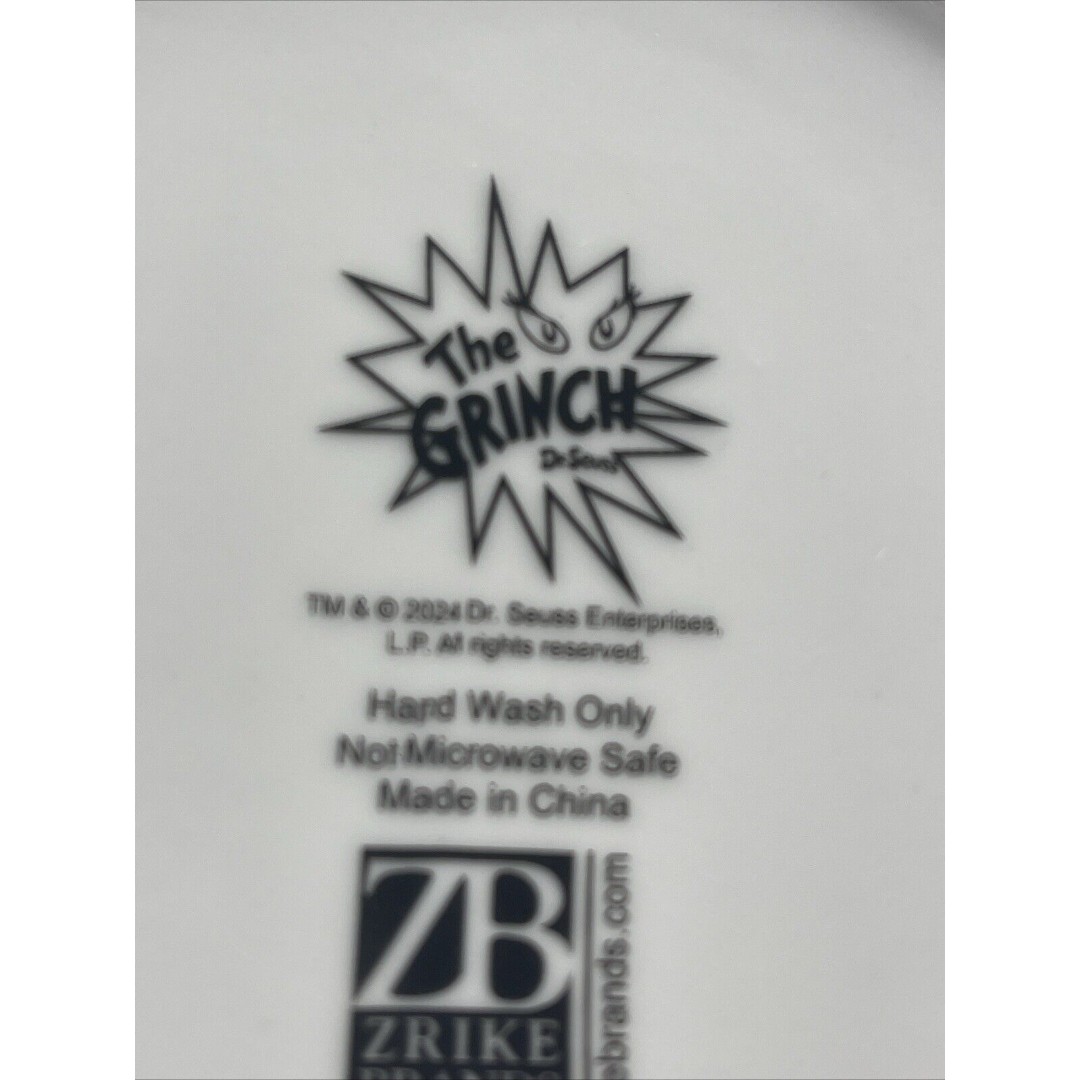 The
GRINCH
Dr. Seuss
TM & © 2024 Dr. Seuss Enterprises,
L.P. All rights reserved.
Hand Wash Only
Not Microwave Safe
Made in China
ZB
ZRIKE
BRANDS
ebrands.com